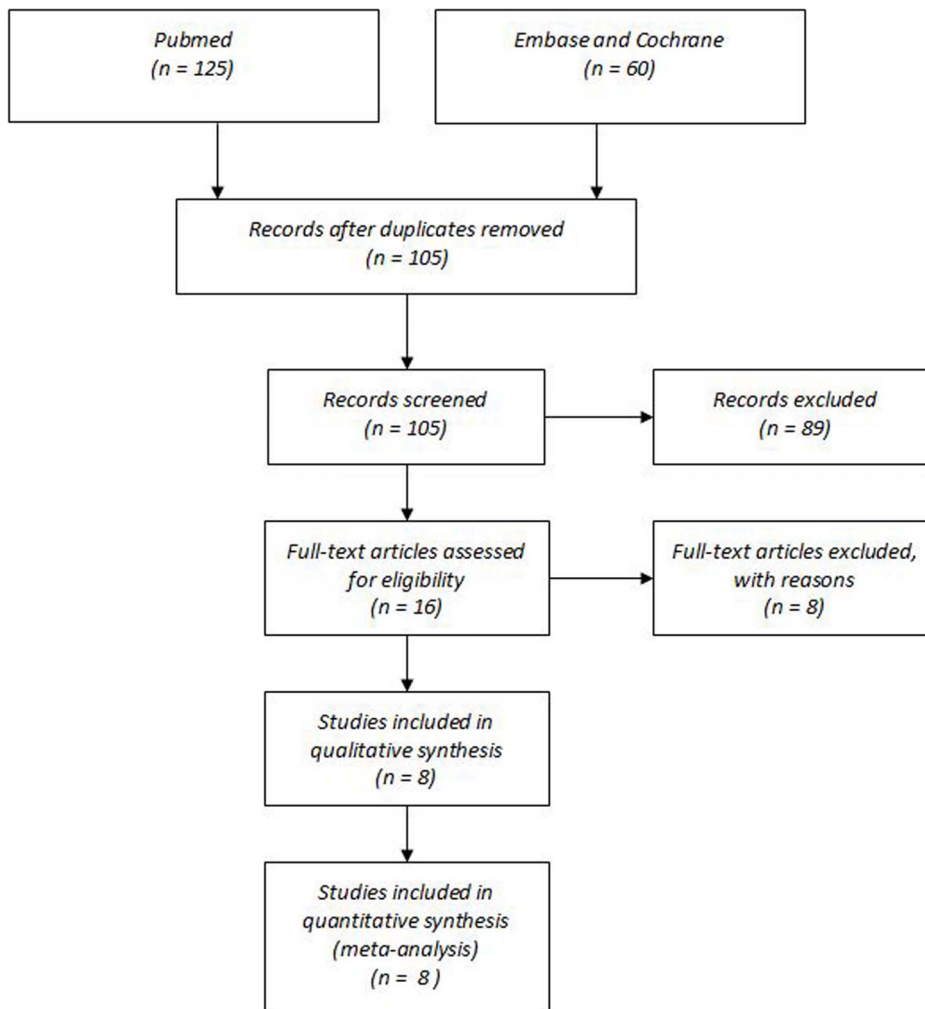 Pubmed
(n = 125)
Embase and Cochrane
(n = 60)
Records after duplicates removed
(n = 105)
Records screened
(n = 105)
Records excluded
(n = 89)
Full-text articles assessed
for eligibility
(n = 16)
Full-text articles excluded,
with reasons
(n = 8)
Studies included in
qualitative synthesis
(n = 8)
Studies included in
quantitative synthesis
(meta-analysis)
(n = 8 )